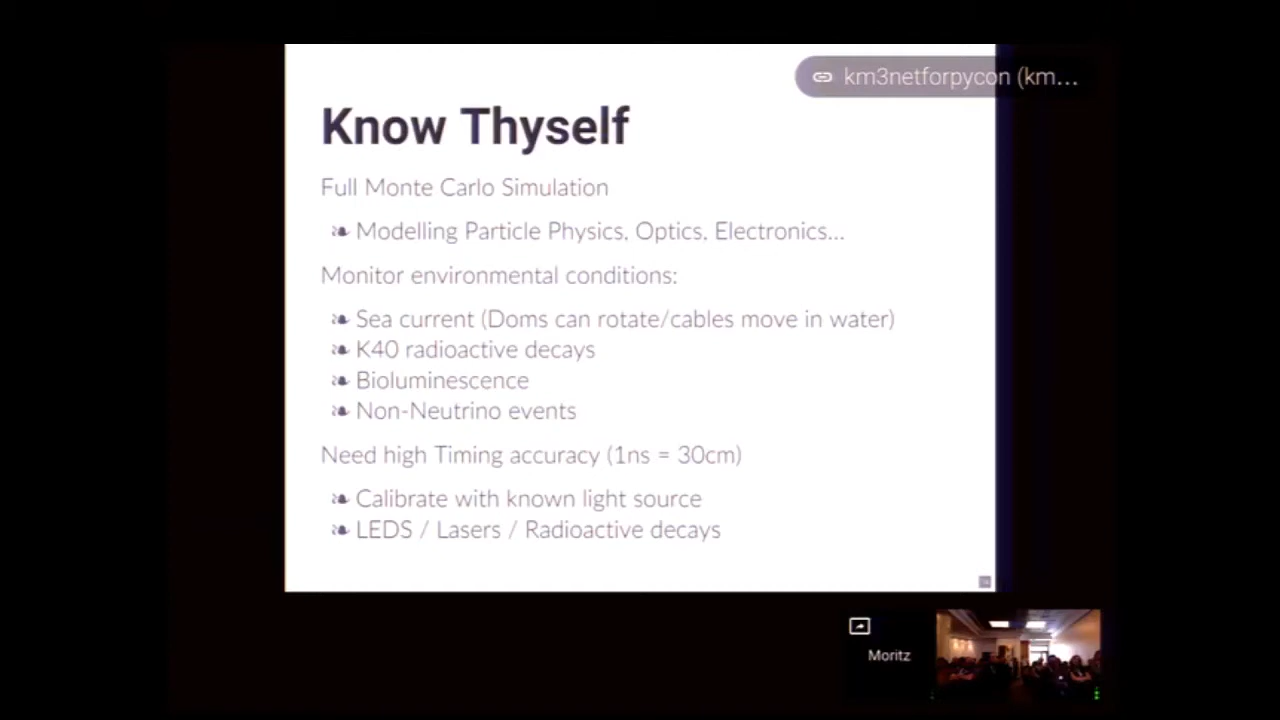 km3netforpycon (km...
Know Thyself
Full Monte Carlo Simulation
❧ Modelling Particle Physics, Optics, Electronics...
Monitor environmental conditions:
❧ Sea current (Doms can rotate/cables move in water)
❧ K40 radioactive decays
❧ Bioluminescence
❧ Non-Neutrino events
Need high Timing accuracy (1ns = 30cm)
❧ Calibrate with known light source
❧ LEDS / Lasers / Radioactive decays
Moritz